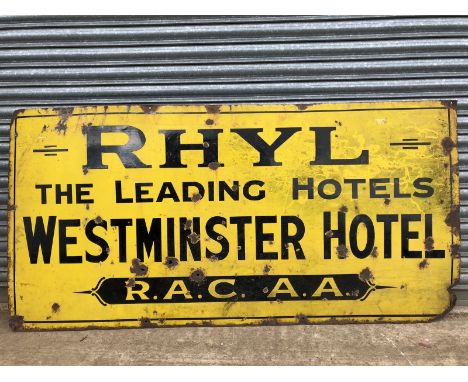 RHYL
THE LEADING HOTELS
WESTMINSTER HOTEL
R.A.C. A.A.